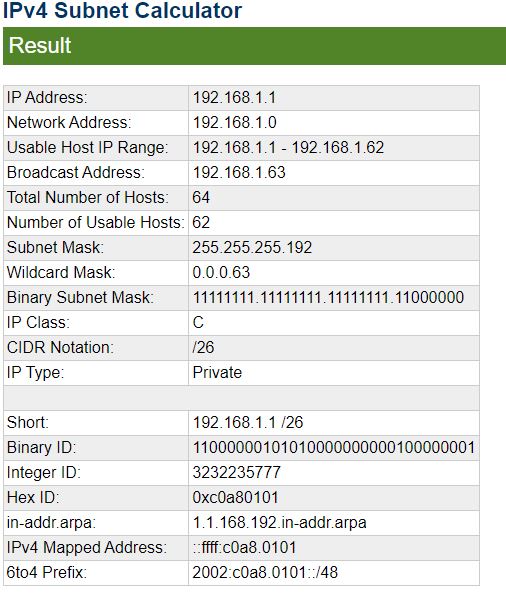 IPv4 Subnet Calculator
Result
IP Address: 192.168.1.1
Network Address: 192.168.1.0
Usable Host IP Range: 192.168.1.1 - 192.168.1.62
Broadcast Address: 192.168.1.63
Total Number of Hosts: 64
Number of Usable Hosts: 62
Subnet Mask: 255.255.255.192
Wildcard Mask: 0.0.0.63
Binary Subnet Mask: 11111111.11111111.11111111.11000000
IP Class: C
CIDR Notation: /26
IP Type: Private
Short: 192.168.1.1 /26
Binary ID: 11000000101010000000000100000001
Integer ID: 3232235777
Hex ID: 0xc0a80101
in-addr.arpa: 1.1.168.192.in-addr.arpa
IPv4 Mapped Address: ::ffff:c0a8.0101
6to4 Prefix: 2002:c0a8.0101::/48